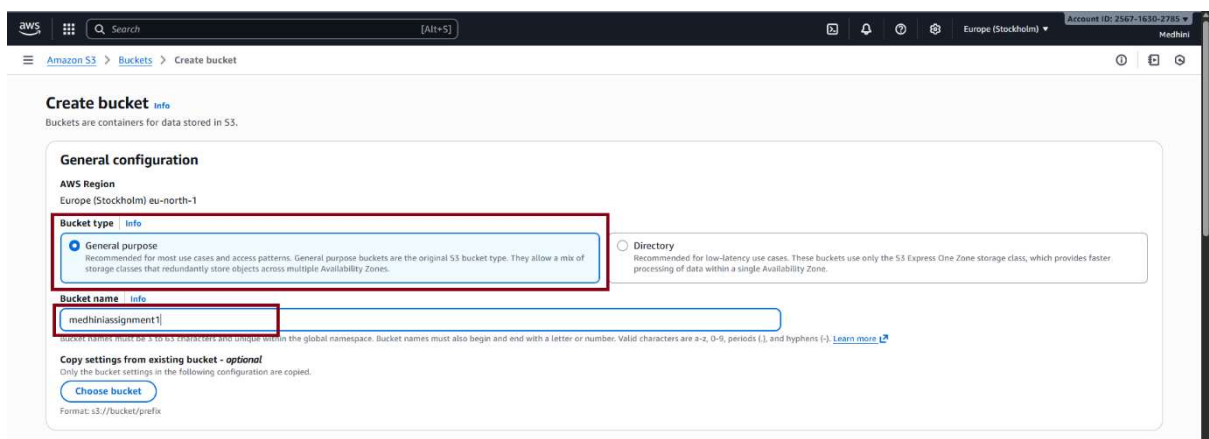 aws
Search [Alt+S]
Europe (Stockholm)
Account ID: 2567-1630-2785
Medhini
Amazon S3 > Buckets > Create bucket
Create bucket Info
Buckets are containers for data stored in S3.
General configuration
AWS Region
Europe (Stockholm) eu-north-1
Bucket type Info
General purpose
Recommended for most use cases and access patterns. General purpose buckets are the original S3 bucket type. They allow a mix of
storage classes that redundantly store objects across multiple Availability Zones.
Directory
Recommended for low-latency use cases. These buckets use only the S3 Express One Zone storage class, which provides faster
processing of data within a single Availability Zone.
Bucket name Info
medhiniassignment1
Bucket names must be 3 to 63 characters and unique within the global namespace. Bucket names must also begin and end with a letter or number. Valid characters are a-z, 0-9, periods (.), and hyphens (-). Learn more
Copy settings from existing bucket - optional
Only the bucket settings in the following configuration are copied.
Choose bucket
Format: s3://bucket/prefix